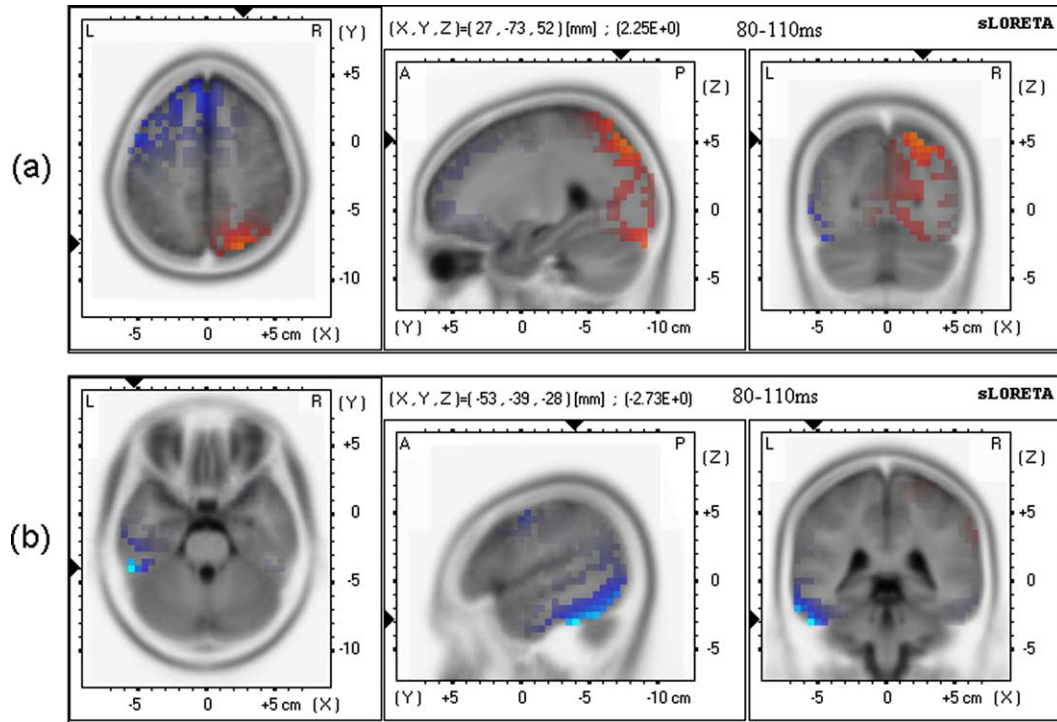 (a)
(X,Y,Z)=(27,-73,52)[mm] ; (2.25E+0) 80-110ms sLORETA
L R (Y)
+5
0
-5
-10
-5 0 +5 cm (X)
A P (Z)
+5
0
-5
(Y) +5 0 -5 -10 cm
L R (Z)
+5
0
-5
-5 0 +5 cm (X)
(b)
(X,Y,Z)=(-53,-39,-28)[mm] ; (-2.73E+0) 80-110ms sLORETA
L R (Y)
+5
0
-5
-10
-5 0 +5 cm (X)
A P (Z)
+5
0
-5
(Y) +5 0 -5 -10 cm
L R (Z)
+5
0
-5
-5 0 +5 cm (X)